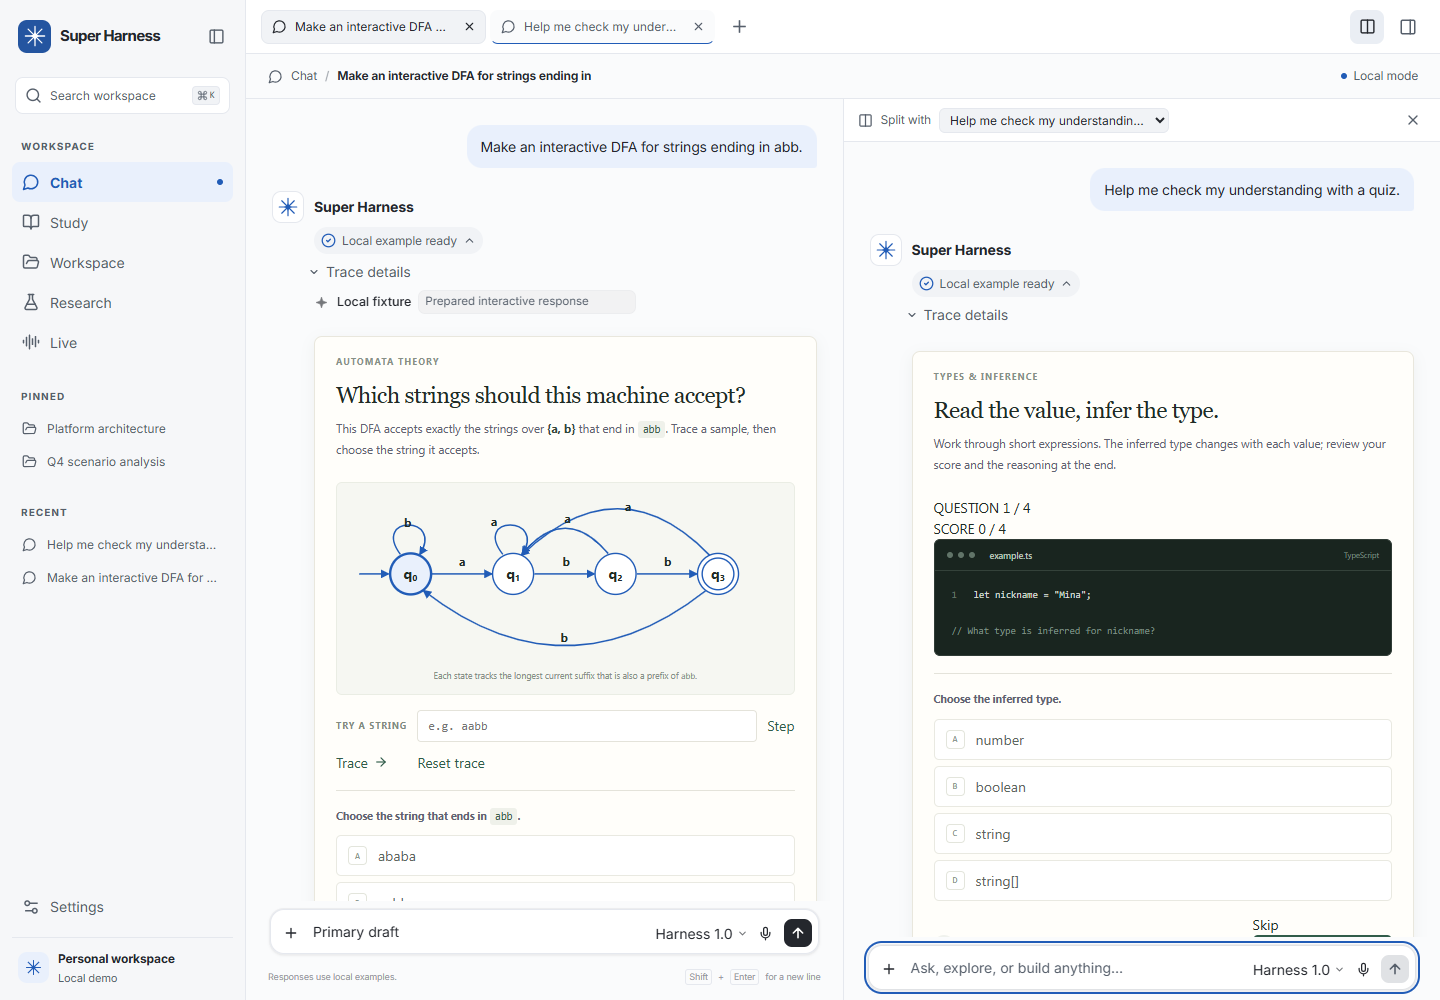 Super Harness
Search workspace
⌘K
WORKSPACE
Chat
Study
Workspace
Research
Live
PINNED
Platform architecture
Q4 scenario analysis
RECENT
Help me check my understa...
Make an interactive DFA for ...
Settings
Personal workspace
Local demo
Make an interactive DFA ...
Help me check my under...
Chat / Make an interactive DFA for strings ending in
Local mode
Make an interactive DFA for strings ending in abb.
Super Harness
Local example ready
Trace details
Local fixture Prepared interactive response
AUTOMATA THEORY
Which strings should this machine accept?
This DFA accepts exactly the strings over {a, b} that end in abb. Trace a sample, then
choose the string it accepts.
a
a
a
b
q₀
a
q₁
b
q₂
b
q₃
b
Each state tracks the longest current suffix that is also a prefix of abb.
TRY A STRING e.g. aabb Step
Trace → Reset trace
Choose the string that ends in abb.
A ababa
Primary draft
Harness 1.0
Responses use local examples.
Shift + Enter for a new line
Split with Help me check my understandin...
Help me check my understanding with a quiz.
Super Harness
Local example ready
Trace details
TYPES & INFERENCE
Read the value, infer the type.
Work through short expressions. The inferred type changes with each value; review your
score and the reasoning at the end.
QUESTION 1 / 4
SCORE 0 / 4
example.ts TypeScript
1 let nickname = "Mina";
// What type is inferred for nickname?
Choose the inferred type.
A number
B boolean
C string
D string[]
Skip
Ask, explore, or build anything...
Harness 1.0